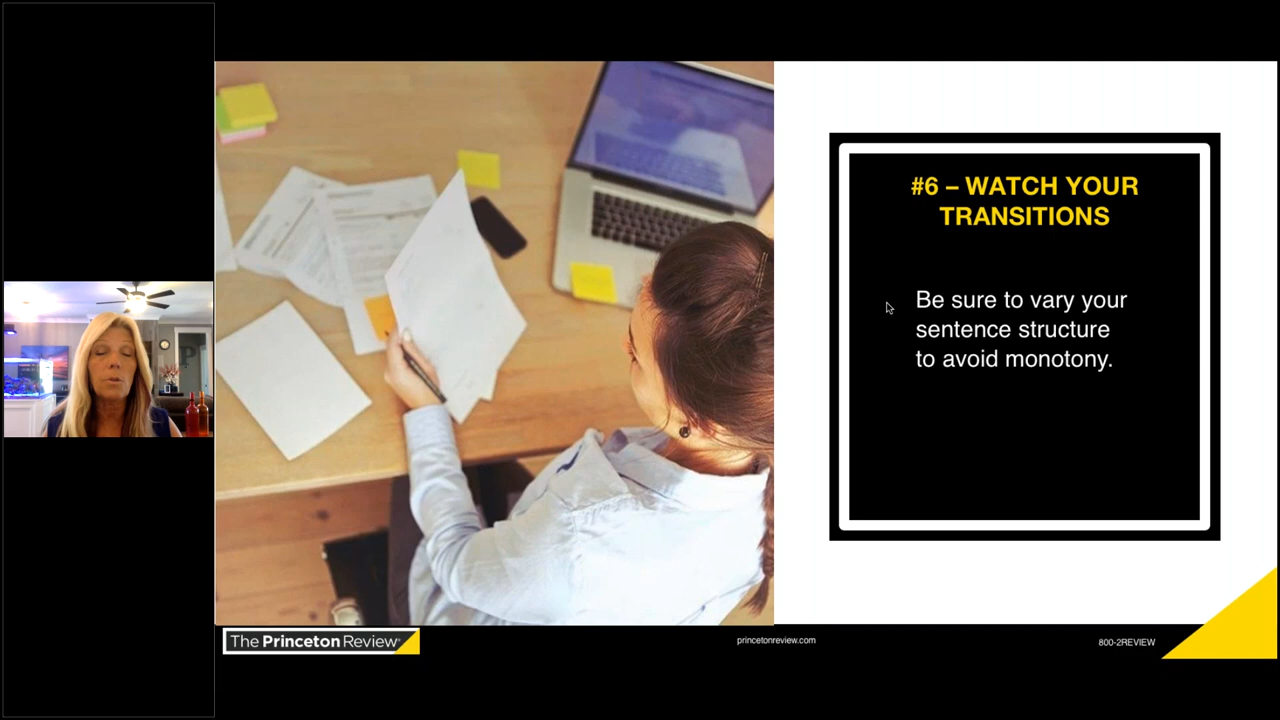 #6 – WATCH YOUR
TRANSITIONS
Be sure to vary your
sentence structure
to avoid monotony.
The Princeton Review
princetonreview.com
800-2REVIEW